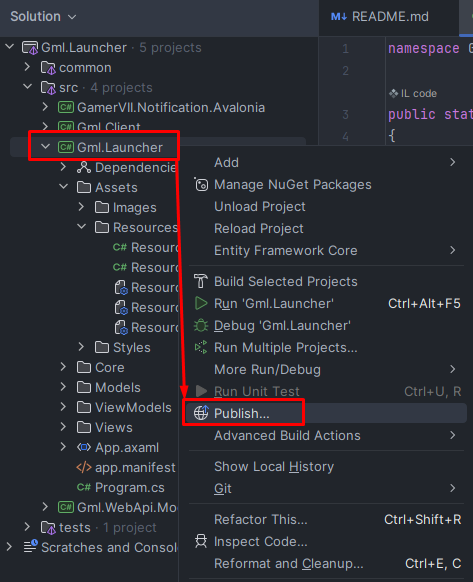 Solution
Gml.Launcher · 5 projects
common
src · 4 projects
GamerVII.Notification.Avalonia
Gml.Client
Gml.Launcher
Dependencie
Assets
Images
Resources
Resour
Resour
Resour
Resour
Resour
Styles
Core
Models
ViewModels
Views
App.axaml
app.manifest
Program.cs
Gml.WebApi.Mo
tests · 1 project
Scratches and Consol
README.md
1
namespace
2
IL code
3
public stat
4
{
Add
Manage NuGet Packages
Unload Project
Reload Project
Entity Framework Core
Build Selected Projects
Run 'Gml.Launcher' Ctrl+Alt+F5
Debug 'Gml.Launcher'
Run Multiple Projects...
More Run/Debug
Run Unit Test Ctrl+U, R
Publish...
Advanced Build Actions
Show Local History
Git
Refactor This... Ctrl+Shift+R
Inspect Code...
Reformat and Cleanup... Ctrl+E, C